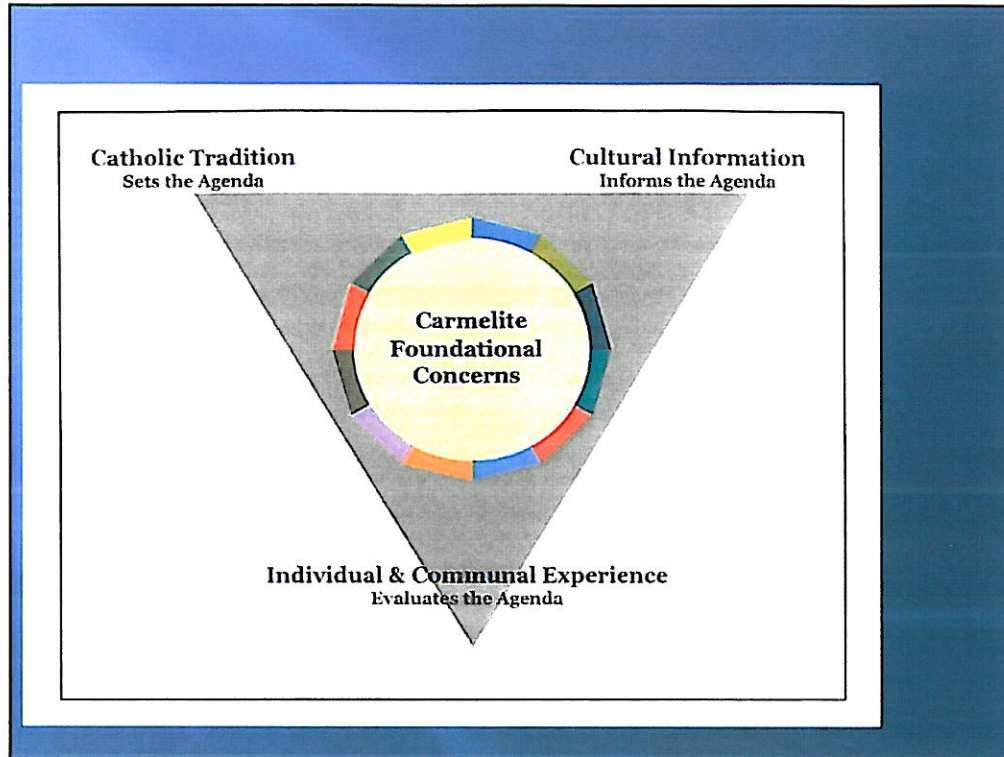 Catholic Tradition
Sets the Agenda
Cultural Information
Informs the Agenda
Carmelite
Foundational
Concerns
Individual & Communal Experience
Evaluates the Agenda